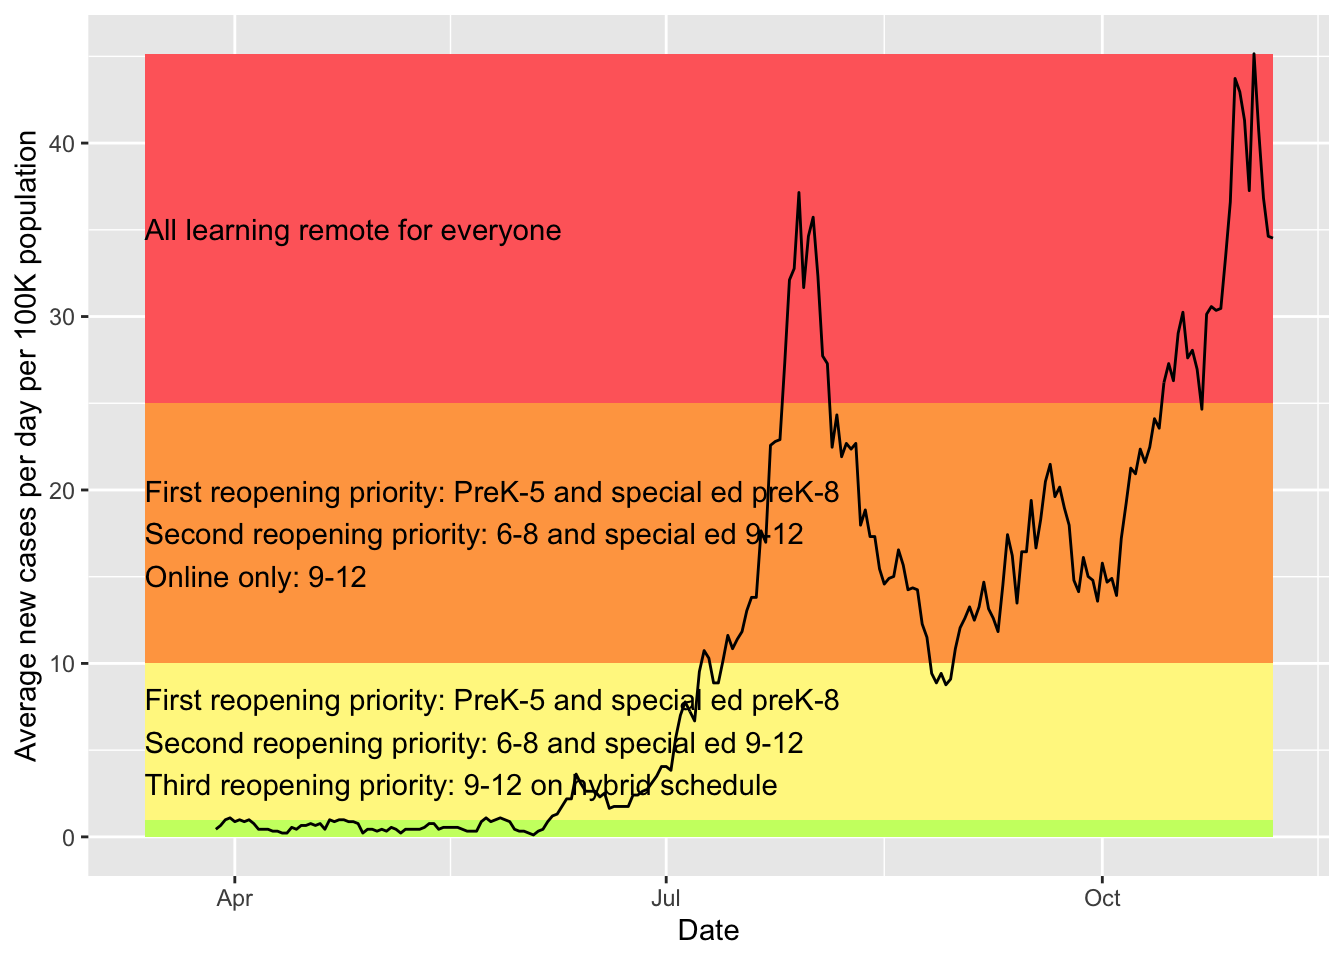 Average new cases per day per 100K population
40
30
20
10
0
All learning remote for everyone
First reopening priority: PreK-5 and special ed preK-8
Second reopening priority: 6-8 and special ed 9-12
Online only: 9-12
First reopening priority: PreK-5 and special ed preK-8
Second reopening priority: 6-8 and special ed 9-12
Third reopening priority: 9-12 on hybrid schedule
Apr
Jul
Oct
Date